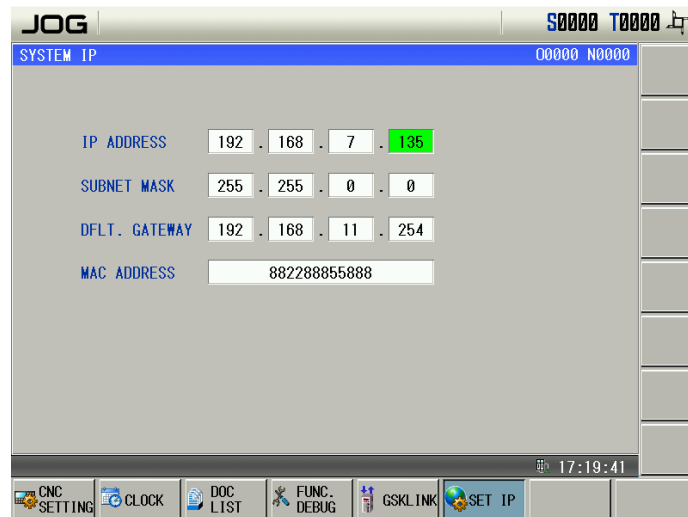 JOG S0000 T0000
SYSTEM IP O0000 N0000
IP ADDRESS 192 . 168 . 7 . 135
SUBNET MASK 255 . 255 . 0 . 0
DFLT. GATEWAY 192 . 168 . 11 . 254
MAC ADDRESS 882288855888
17:19:41
CNC SETTING CLOCK DOC LIST FUNC. DEBUG GSKLINK SET IP